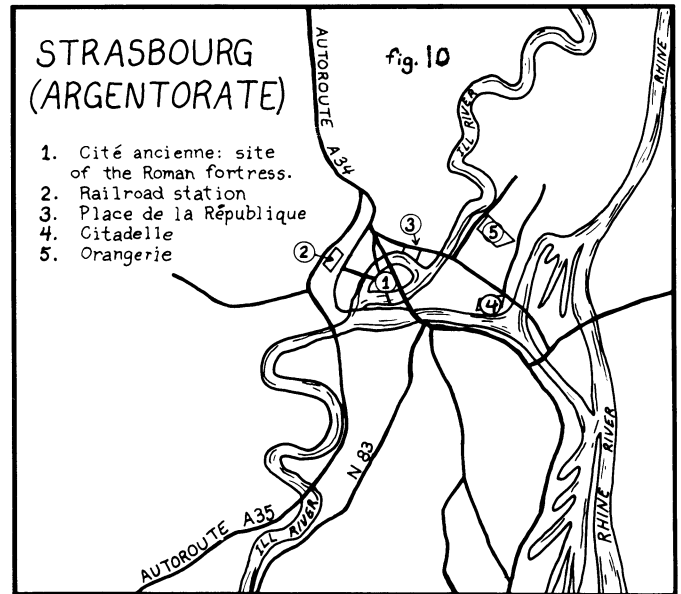 STRASBOURG
(ARGENTORATE)
fig. 10
1. Cité ancienne: site
of the Roman fortress.
2. Railroad station
3. Place de la République
4. Citadelle
5. Orangerie
AUTOROUTE A34
ILL RIVER
RHINE
3
5
2
1
4
N 83
RHINE RIVER
RIVER
AUTOROUTE A35
ILL RIVER